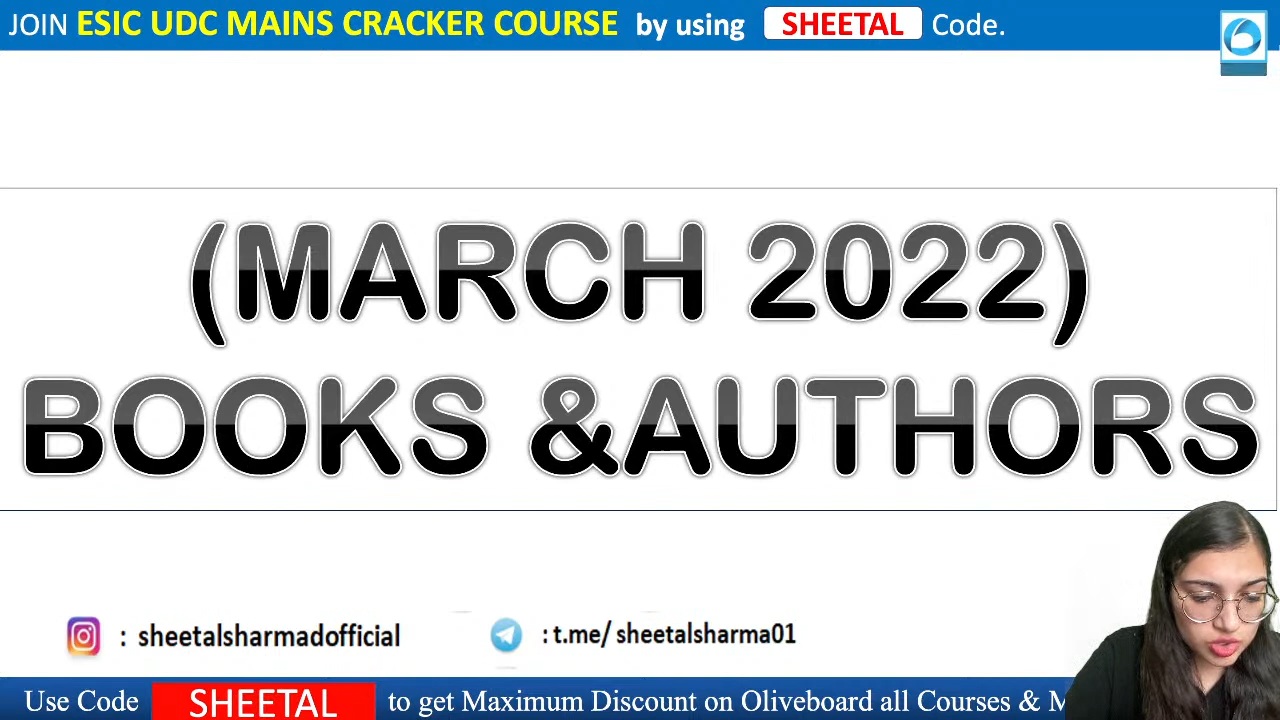 JOIN ESIC UDC MAINS CRACKER COURSE by using SHEETAL Code.
(MARCH 2022)
BOOKS &AUTHORS
: sheetalsharmadofficial
: t.me/ sheetalsharma01
Use Code SHEETAL to get Maximum Discount on Oliveboard all Courses & M